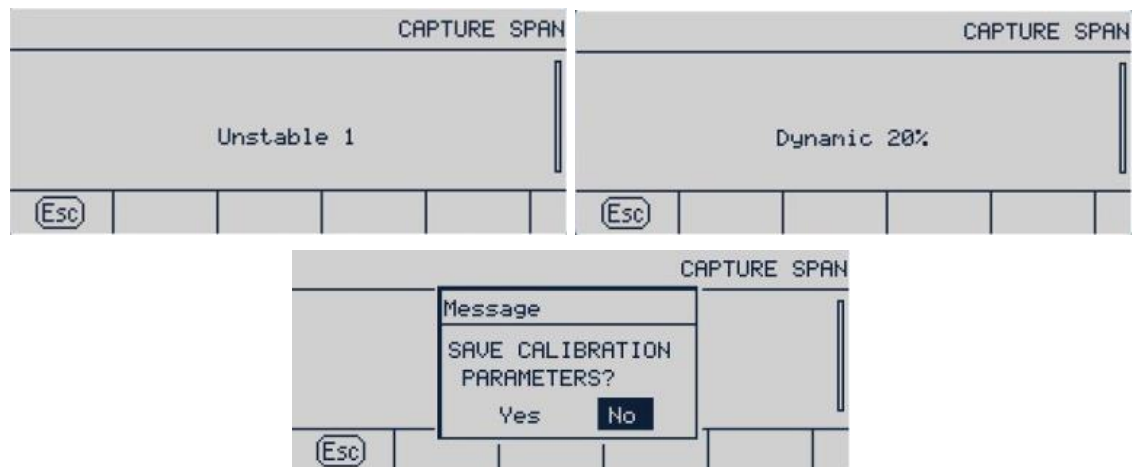 CAPTURE SPAN
Unstable 1
Esc
CAPTURE SPAN
Dynamic 20%
Esc
CAPTURE SPAN
Message
SAVE CALIBRATION
PARAMETERS?
Yes No
Esc